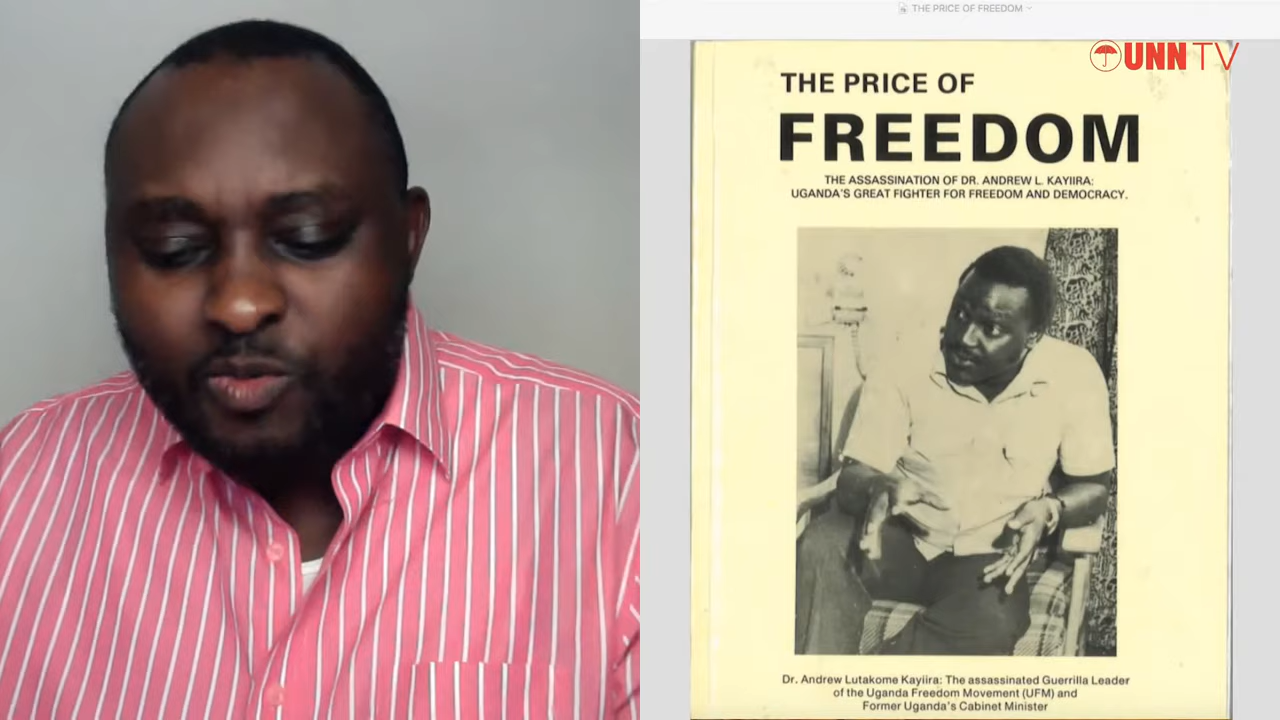 THE PRICE OF FREEDOM
UNN TV
THE PRICE OF
FREEDOM
THE ASSASSINATION OF DR. ANDREW L. KAYIIRA:
UGANDA'S GREAT FIGHTER FOR FREEDOM AND DEMOCRACY.
Dr. Andrew Lutakome Kayiira: The assassinated Guerrilla Leader
of the Uganda Freedom Movement (UFM) and
Former Uganda's Cabinet Minister